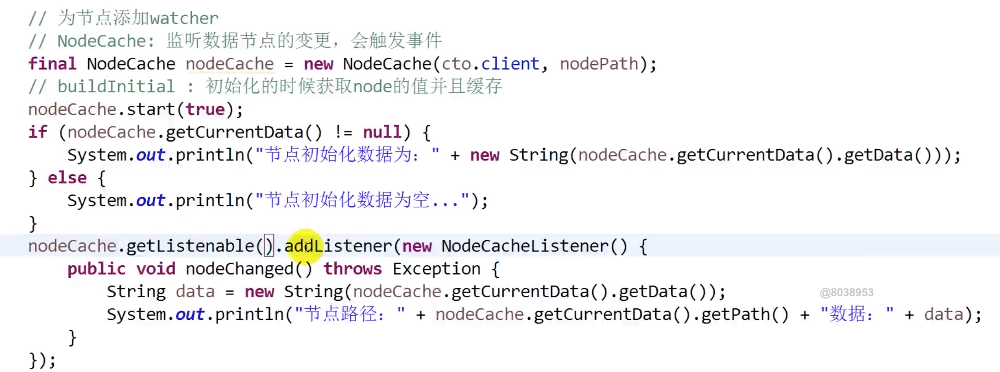 // 为节点添加watcher
// NodeCache: 监听数据节点的变更，会触发事件
final NodeCache nodeCache = new NodeCache(cto.client, nodePath);
// buildInitial : 初始化的时候获取node的值并且缓存
nodeCache.start(true);
if (nodeCache.getCurrentData() != null) {
    System.out.println("节点初始化数据为：" + new String(nodeCache.getCurrentData().getData()));
} else {
    System.out.println("节点初始化数据为空...");
}
nodeCache.getListenable().addListener(new NodeCacheListener() {
    public void nodeChanged() throws Exception {
        String data = new String(nodeCache.getCurrentData().getData());
@8038953
        System.out.println("节点路径：" + nodeCache.getCurrentData().getPath() + "数据：" + data);
    }
});